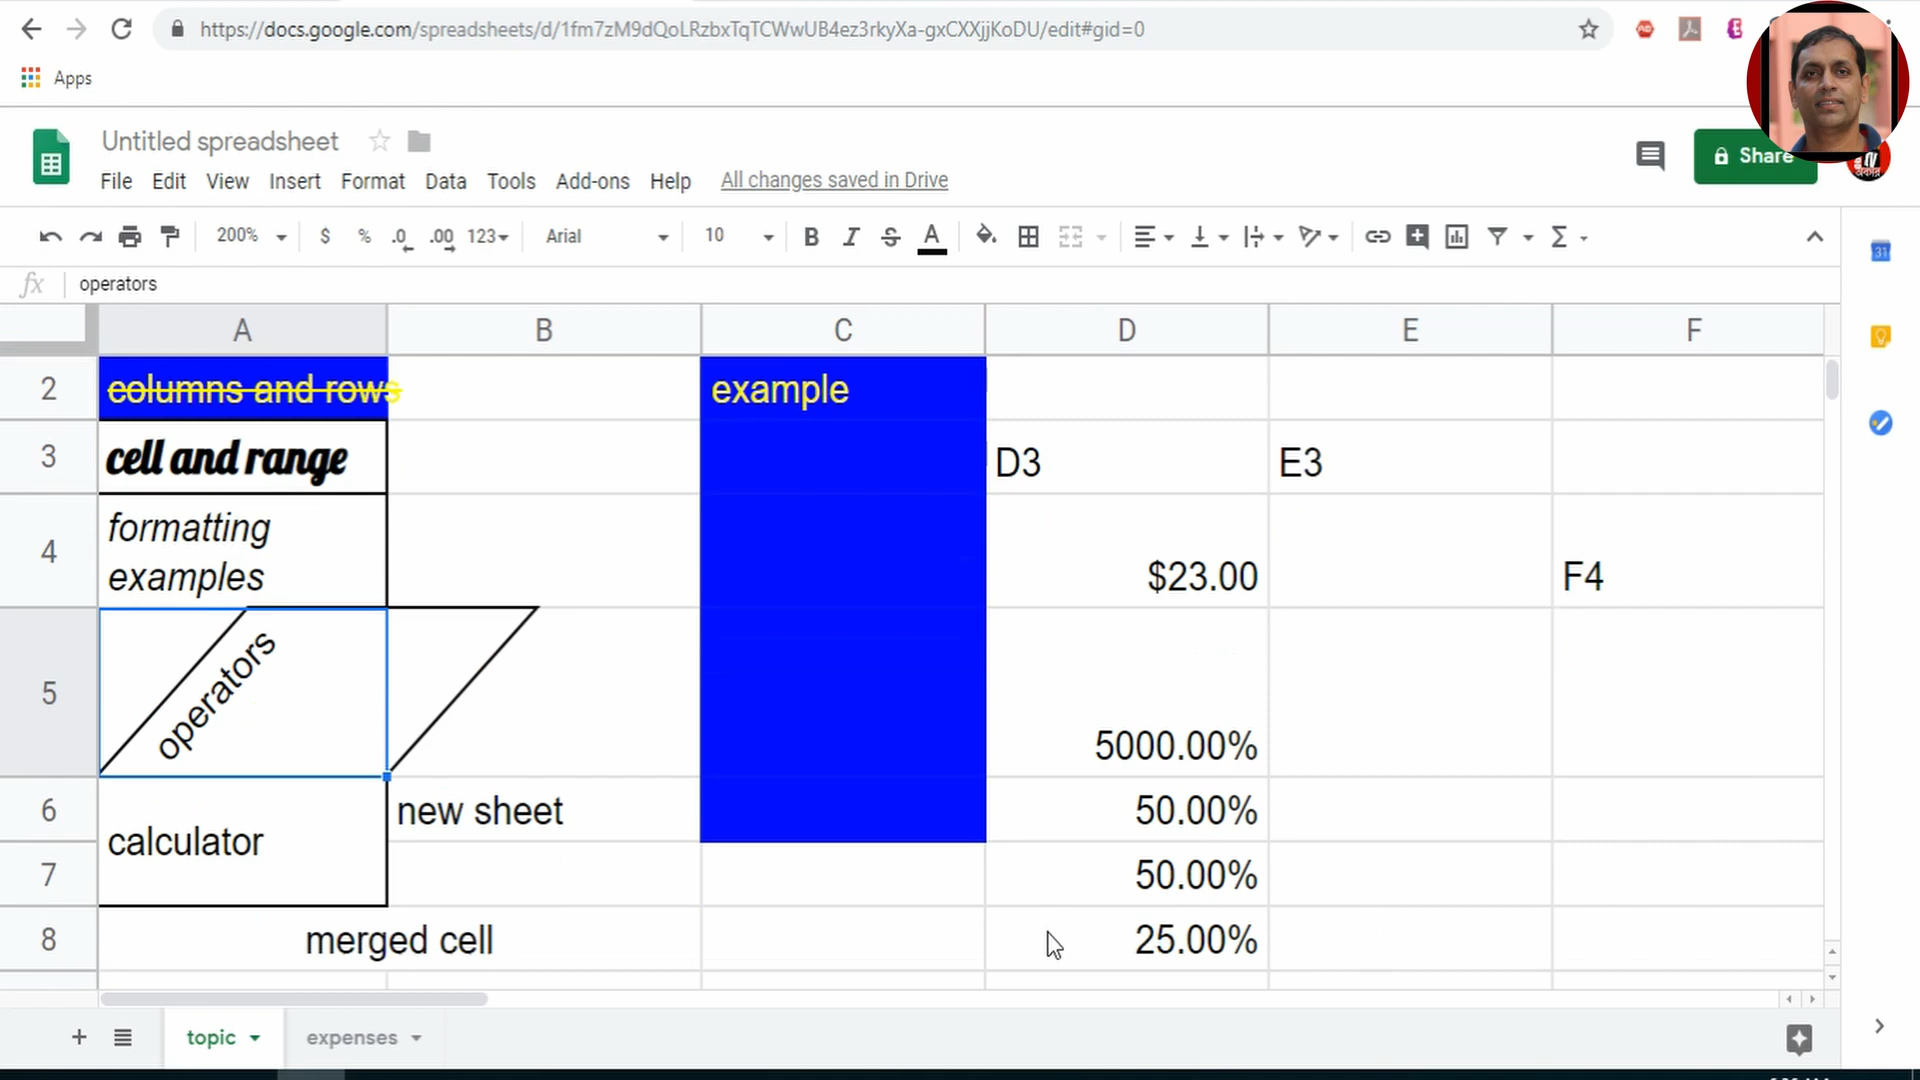 https://docs.google.com/spreadsheets/d/1fm7zM9dQoLRzbxTqTCWwUB4ez3rkyXa-gxCXXjjKoDU/edit#gid=0
Apps
Untitled spreadsheet
File Edit View Insert Format Data Tools Add-ons Help All changes saved in Drive
Share
200% $ % .0 .00 123 Arial 10 B I S A Σ
31
fx operators
A B C D E F
2 columns and rows example
3 cell and range D3 E3
4 formatting examples $23.00 F4
5 operators 5000.00%
6 new sheet 50.00%
calculator
7 50.00%
8 merged cell 25.00%
+ topic expenses